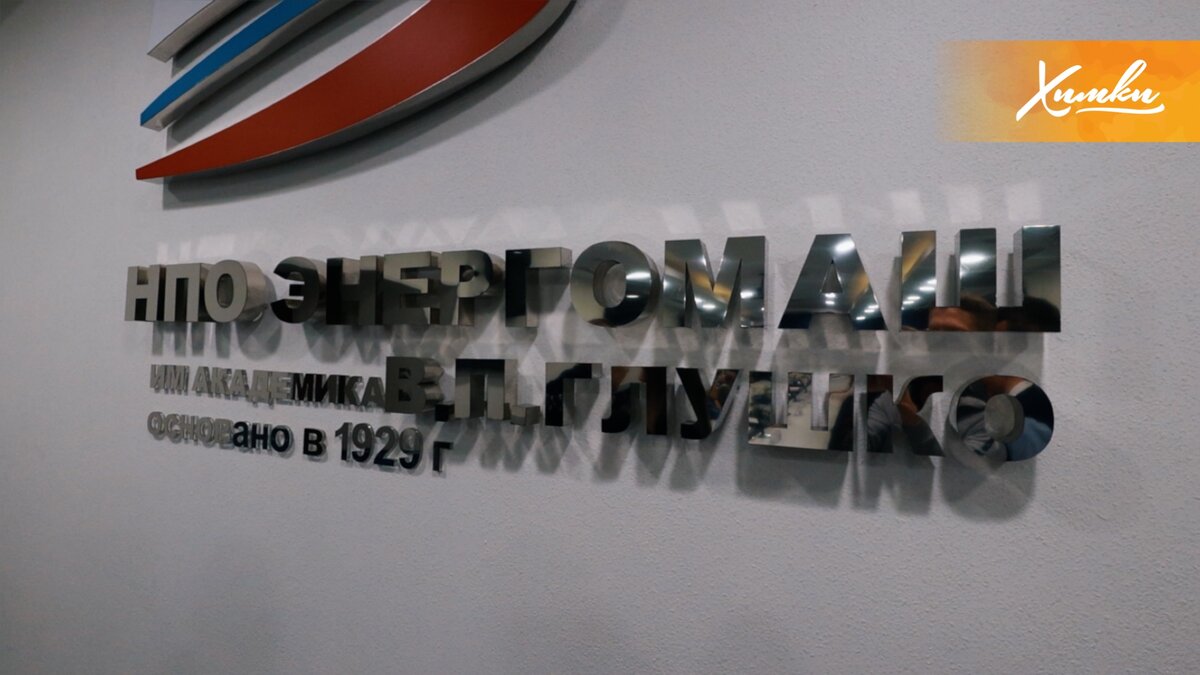 Химки
НПО ЭНЕРГОМАШ
ИМ АКАДЕМИКА В.П.ГЛУШКО
ОСНОВано в 1929 г